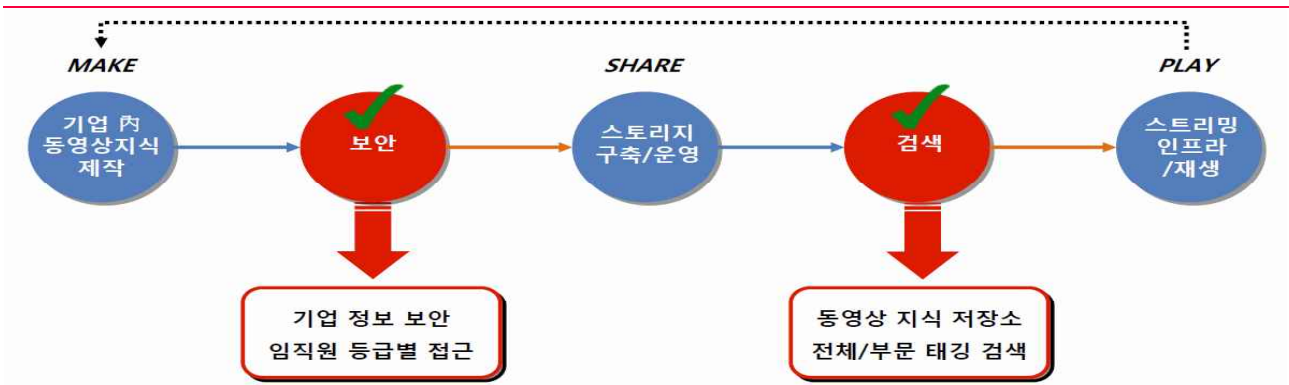 MAKE
SHARE
PLAY
기업 內
동영상지식
제작
보안
스토리지
구축/운영
검색
스트리밍
인프라
/재생
기업 정보 보안
임직원 등급별 접근
동영상 지식 저장소
전체/부문 태깅 검색